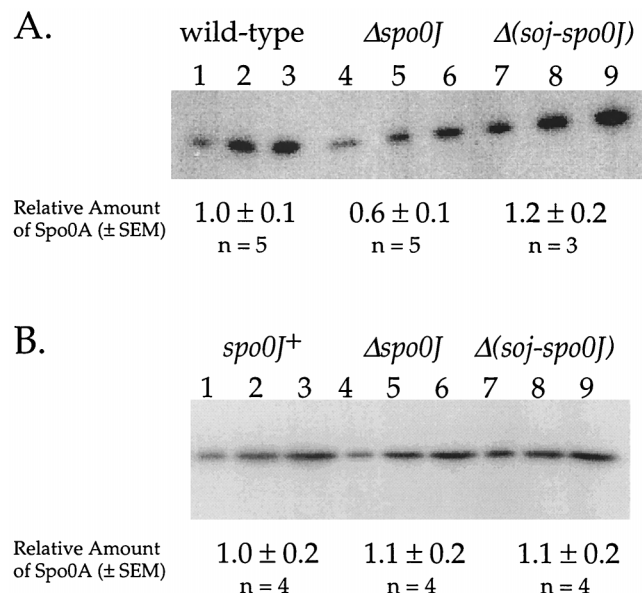 A.
wild-type Δspo0J Δ(soj-spo0J)
1 2 3 4 5 6 7 8 9
Relative Amount
of Spo0A (± SEM)
1.0 ± 0.1 0.6 ± 0.1 1.2 ± 0.2
n = 5 n = 5 n = 3
B.
spo0J⁺ Δspo0J Δ(soj-spo0J)
1 2 3 4 5 6 7 8 9
Relative Amount
of Spo0A (± SEM)
1.0 ± 0.2 1.1 ± 0.2 1.1 ± 0.2
n = 4 n = 4 n = 4